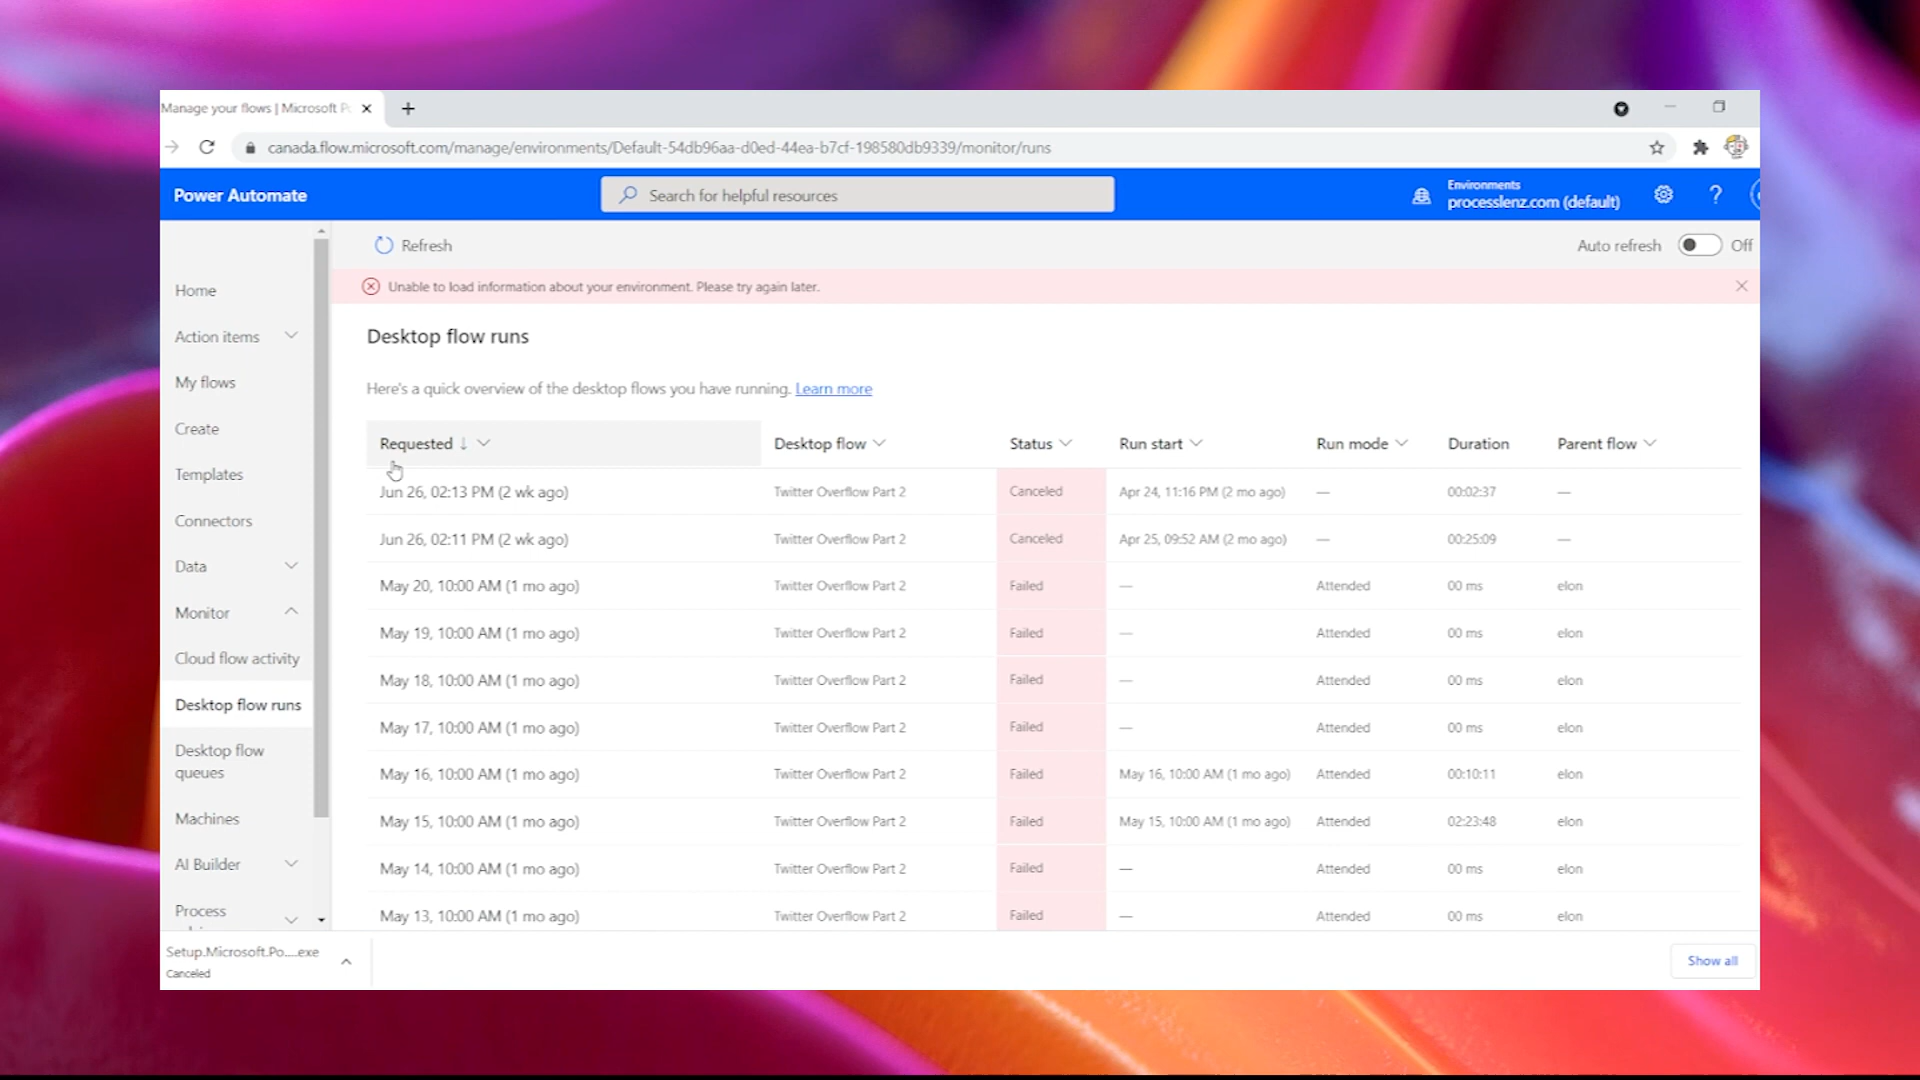 Manage your flows | Microsoft P
canada.flow.microsoft.com/manage/environments/Default-54db96aa-d0ed-44ea-b7cf-198580db9339/monitor/runs
Power Automate
Search for helpful resources
Environments
processlenz.com (default)
?
Refresh
Auto refresh Off
Unable to load information about your environment. Please try again later.
Home
Action items
My flows
Create
Templates
Connectors
Data
Monitor
Cloud flow activity
Desktop flow runs
Desktop flow
queues
Machines
AI Builder
Process
Desktop flow runs
Here's a quick overview of the desktop flows you have running. Learn more
Requested ↓ Desktop flow Status Run start Run mode Duration Parent flow
Jun 26, 02:13 PM (2 wk ago) Twitter Overflow Part 2 Canceled Apr 24, 11:16 PM (2 mo ago) — 00:02:37 —
Jun 26, 02:11 PM (2 wk ago) Twitter Overflow Part 2 Canceled Apr 25, 09:52 AM (2 mo ago) — 00:25:09 —
May 20, 10:00 AM (1 mo ago) Twitter Overflow Part 2 Failed — Attended 00 ms elon
May 19, 10:00 AM (1 mo ago) Twitter Overflow Part 2 Failed — Attended 00 ms elon
May 18, 10:00 AM (1 mo ago) Twitter Overflow Part 2 Failed — Attended 00 ms elon
May 17, 10:00 AM (1 mo ago) Twitter Overflow Part 2 Failed — Attended 00 ms elon
May 16, 10:00 AM (1 mo ago) Twitter Overflow Part 2 Failed May 16, 10:00 AM (1 mo ago) Attended 00:10:11 elon
May 15, 10:00 AM (1 mo ago) Twitter Overflow Part 2 Failed May 15, 10:00 AM (1 mo ago) Attended 02:23:48 elon
May 14, 10:00 AM (1 mo ago) Twitter Overflow Part 2 Failed — Attended 00 ms elon
May 13, 10:00 AM (1 mo ago) Twitter Overflow Part 2 Failed — Attended 00 ms elon
Setup.Microsoft.Po....exe
Canceled
Show all